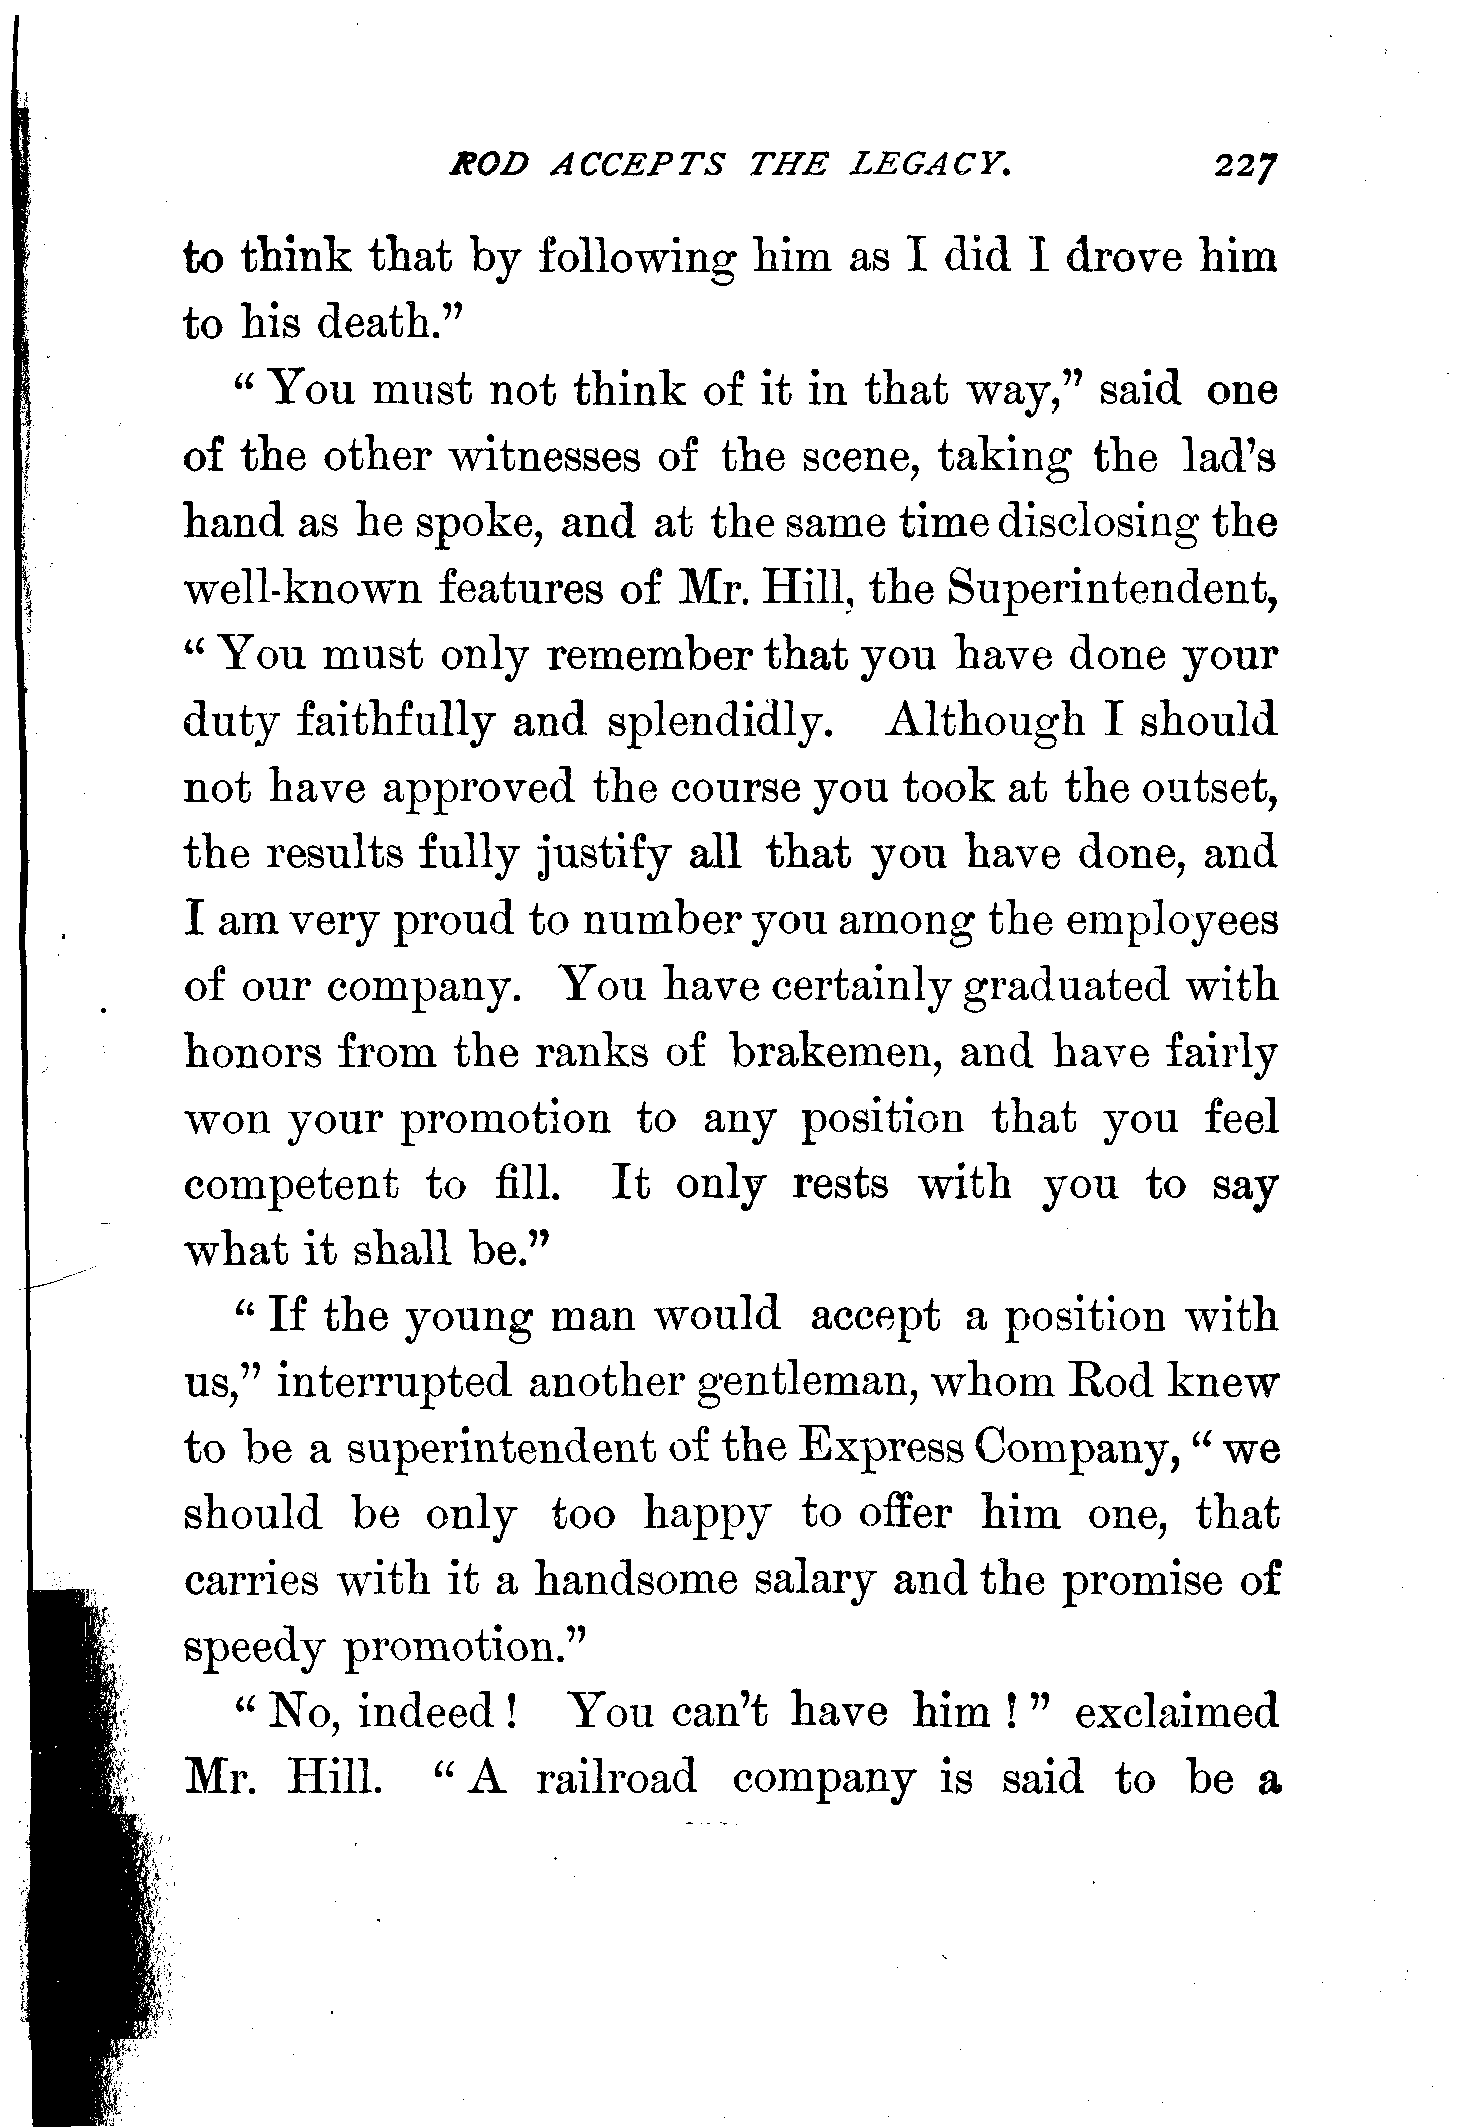 ROD ACCEPTS THE LEGACY. 227
to think that by following him as I did I drove him
to his death.”
“ You must not think of it in that way,” said one
of the other witnesses of the scene, taking the lad’s
hand as he spoke, and at the same time disclosing the
well-known features of Mr. Hill, the Superintendent,
“ You must only remember that you have done your
duty faithfully and splendidly. Although I should
not have approved the course you took at the outset,
the results fully justify all that you have done, and
I am very proud to number you among the employees
of our company. You have certainly graduated with
honors from the ranks of brakemen, and have fairly
won your promotion to any position that you feel
competent to fill. It only rests with you to say
what it shall be.”
“ If the young man would accept a position with
us,” interrupted another gentleman, whom Rod knew
to be a superintendent of the Express Company, “ we
should be only too happy to offer him one, that
carries with it a handsome salary and the promise of
speedy promotion.”
“ No, indeed ! You can’t have him ! ” exclaimed
Mr. Hill. “ A railroad company is said to be a